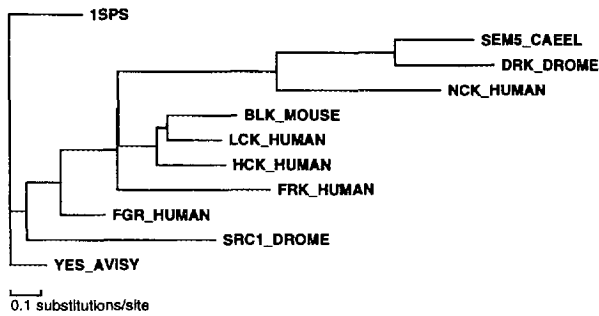 1SPS
SEM5_CAEEL
DRK_DROME
NCK_HUMAN
BLK_MOUSE
LCK_HUMAN
HCK_HUMAN
FRK_HUMAN
FGR_HUMAN
SRC1_DROME
YES_AVISY
0.1 substitutions/site